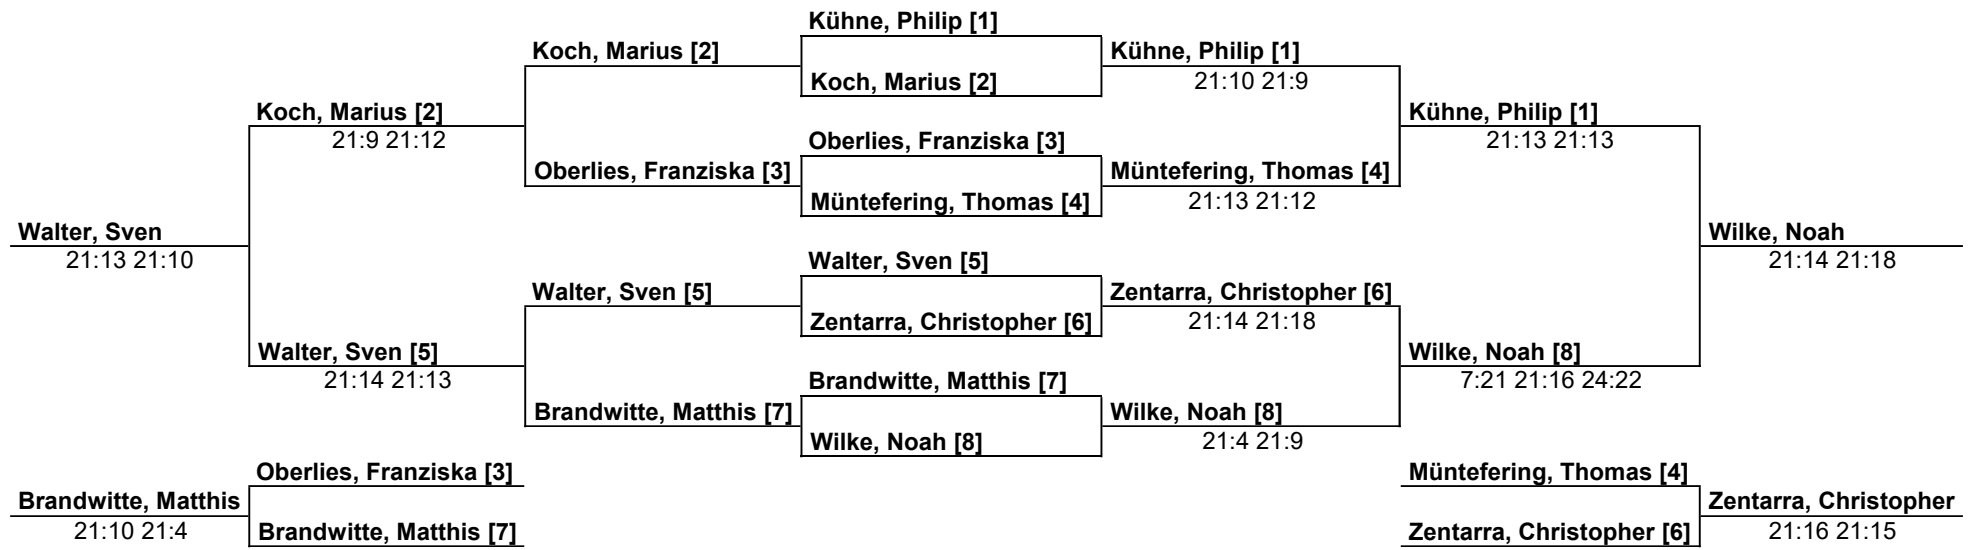 Kühne, Philip [1]
Koch, Marius [2]
Kühne, Philip [1]
Koch, Marius [2]
21:10 21:9
Koch, Marius [2]
Kühne, Philip [1]
21:9 21:12
Oberlies, Franziska [3]
21:13 21:13
Oberlies, Franziska [3]
Müntefering, Thomas [4]
Müntefering, Thomas [4]
21:13 21:12
Walter, Sven
Wilke, Noah
21:13 21:10
Walter, Sven [5]
21:14 21:18
Walter, Sven [5]
Zentarra, Christopher [6]
Zentarra, Christopher [6]
21:14 21:18
Walter, Sven [5]
Wilke, Noah [8]
21:14 21:13
Brandwitte, Matthis [7]
7:21 21:16 24:22
Brandwitte, Matthis [7]
Wilke, Noah [8]
Wilke, Noah [8]
21:4 21:9
Oberlies, Franziska [3]
Müntefering, Thomas [4]
Brandwitte, Matthis
Zentarra, Christopher
21:10 21:4
Brandwitte, Matthis [7]
Zentarra, Christopher [6]
21:16 21:15